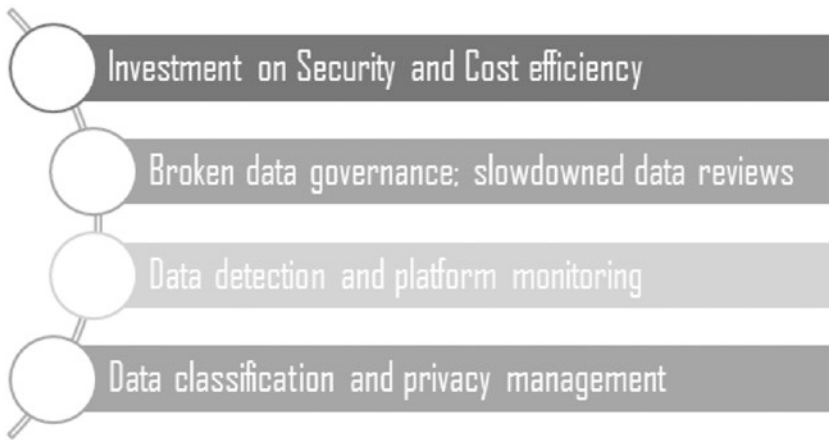 Investment on Security and Cost efficiency
Broken data governance; slowdowned data reviews
Data detection and platform monitoring
Data classification and privacy management